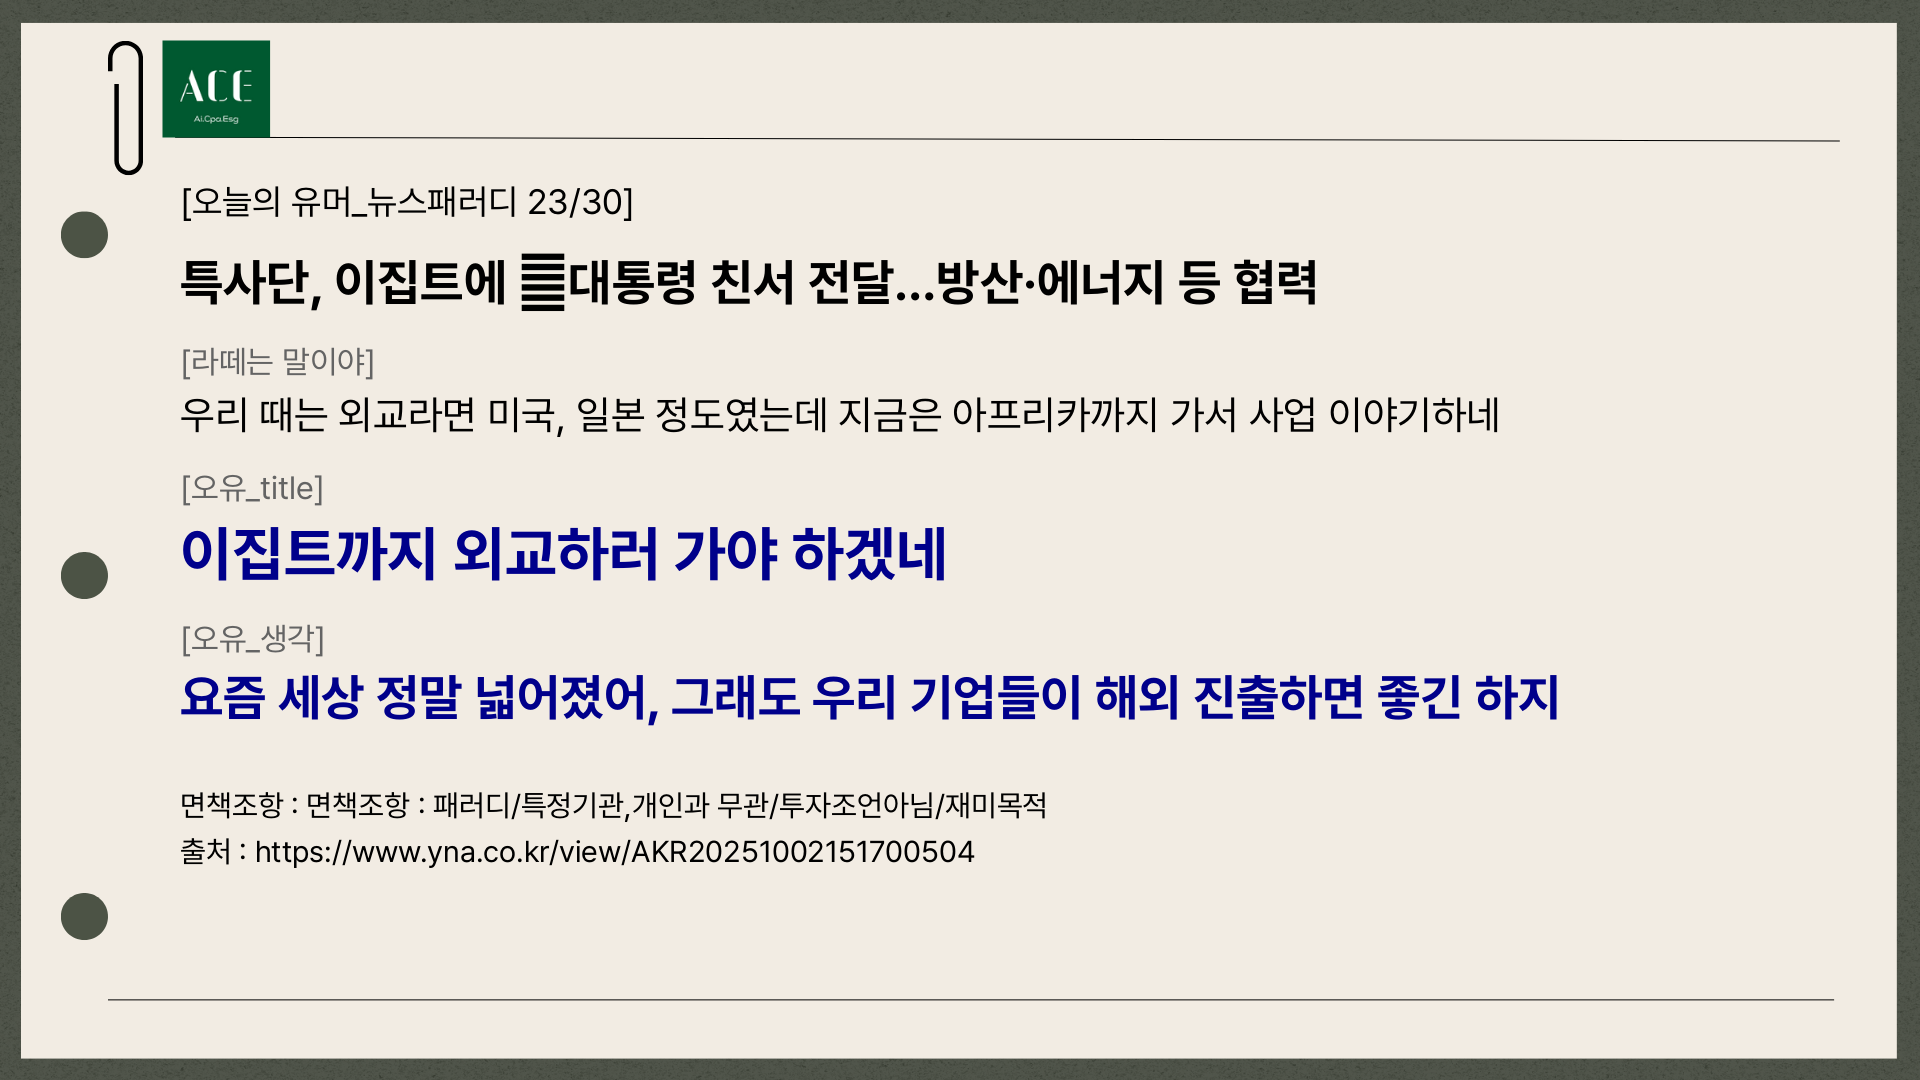 ACE
Ai.Cpa.Esg
[오늘의 유머_뉴스패러디 23/30]
특사단, 이집트에 대통령 친서 전달…방산·에너지 등 협력
[라떼는 말이야]
우리 때는 외교라면 미국, 일본 정도였는데 지금은 아프리카까지 가서 사업 이야기하네
[오유_title]
이집트까지 외교하러 가야 하겠네
[오유_생각]
요즘 세상 정말 넓어졌어, 그래도 우리 기업들이 해외 진출하면 좋긴 하지
면책조항 : 면책조항 : 패러디/특정기관,개인과 무관/투자조언아님/재미목적
출처 : https://www.yna.co.kr/view/AKR20251002151700504